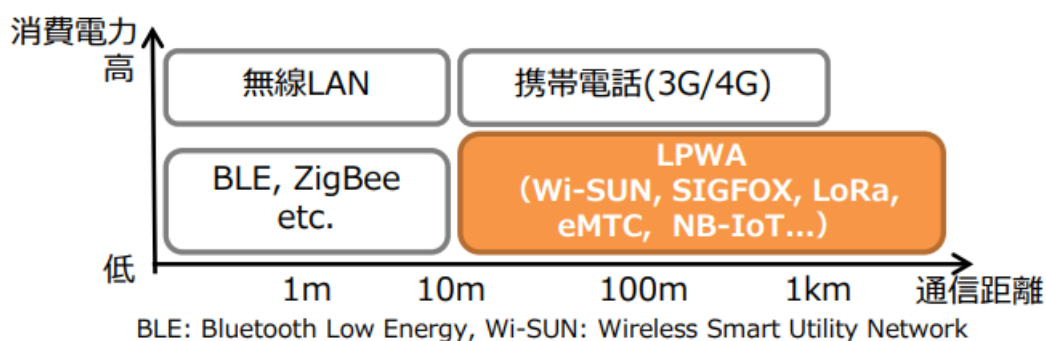 消費電力
高
無線LAN
携帯電話(3G/4G)
BLE, ZigBee
etc.
LPWA
(Wi-SUN, SIGFOX, LoRa,
eMTC, NB-IoT...)
低
1m 10m 100m 1km 通信距離
BLE: Bluetooth Low Energy, Wi-SUN: Wireless Smart Utility Network